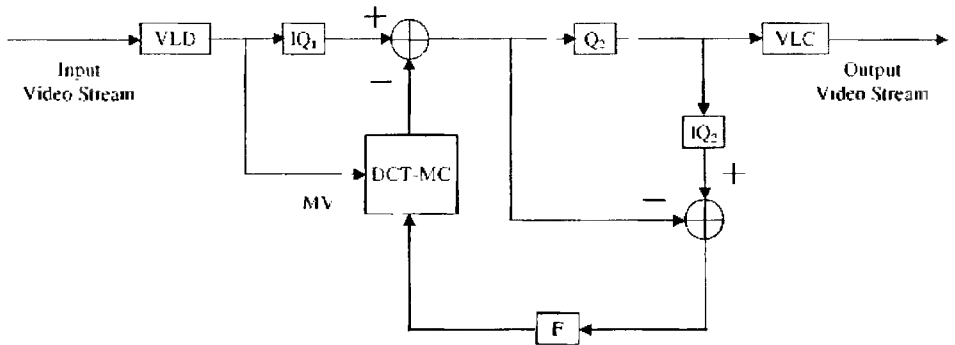 VLD
IQ₁
+
−
Q₂
VLC
Input
Video Stream
Output
Video Stream
IQ₂
+
−
DCT-MC
MV
F